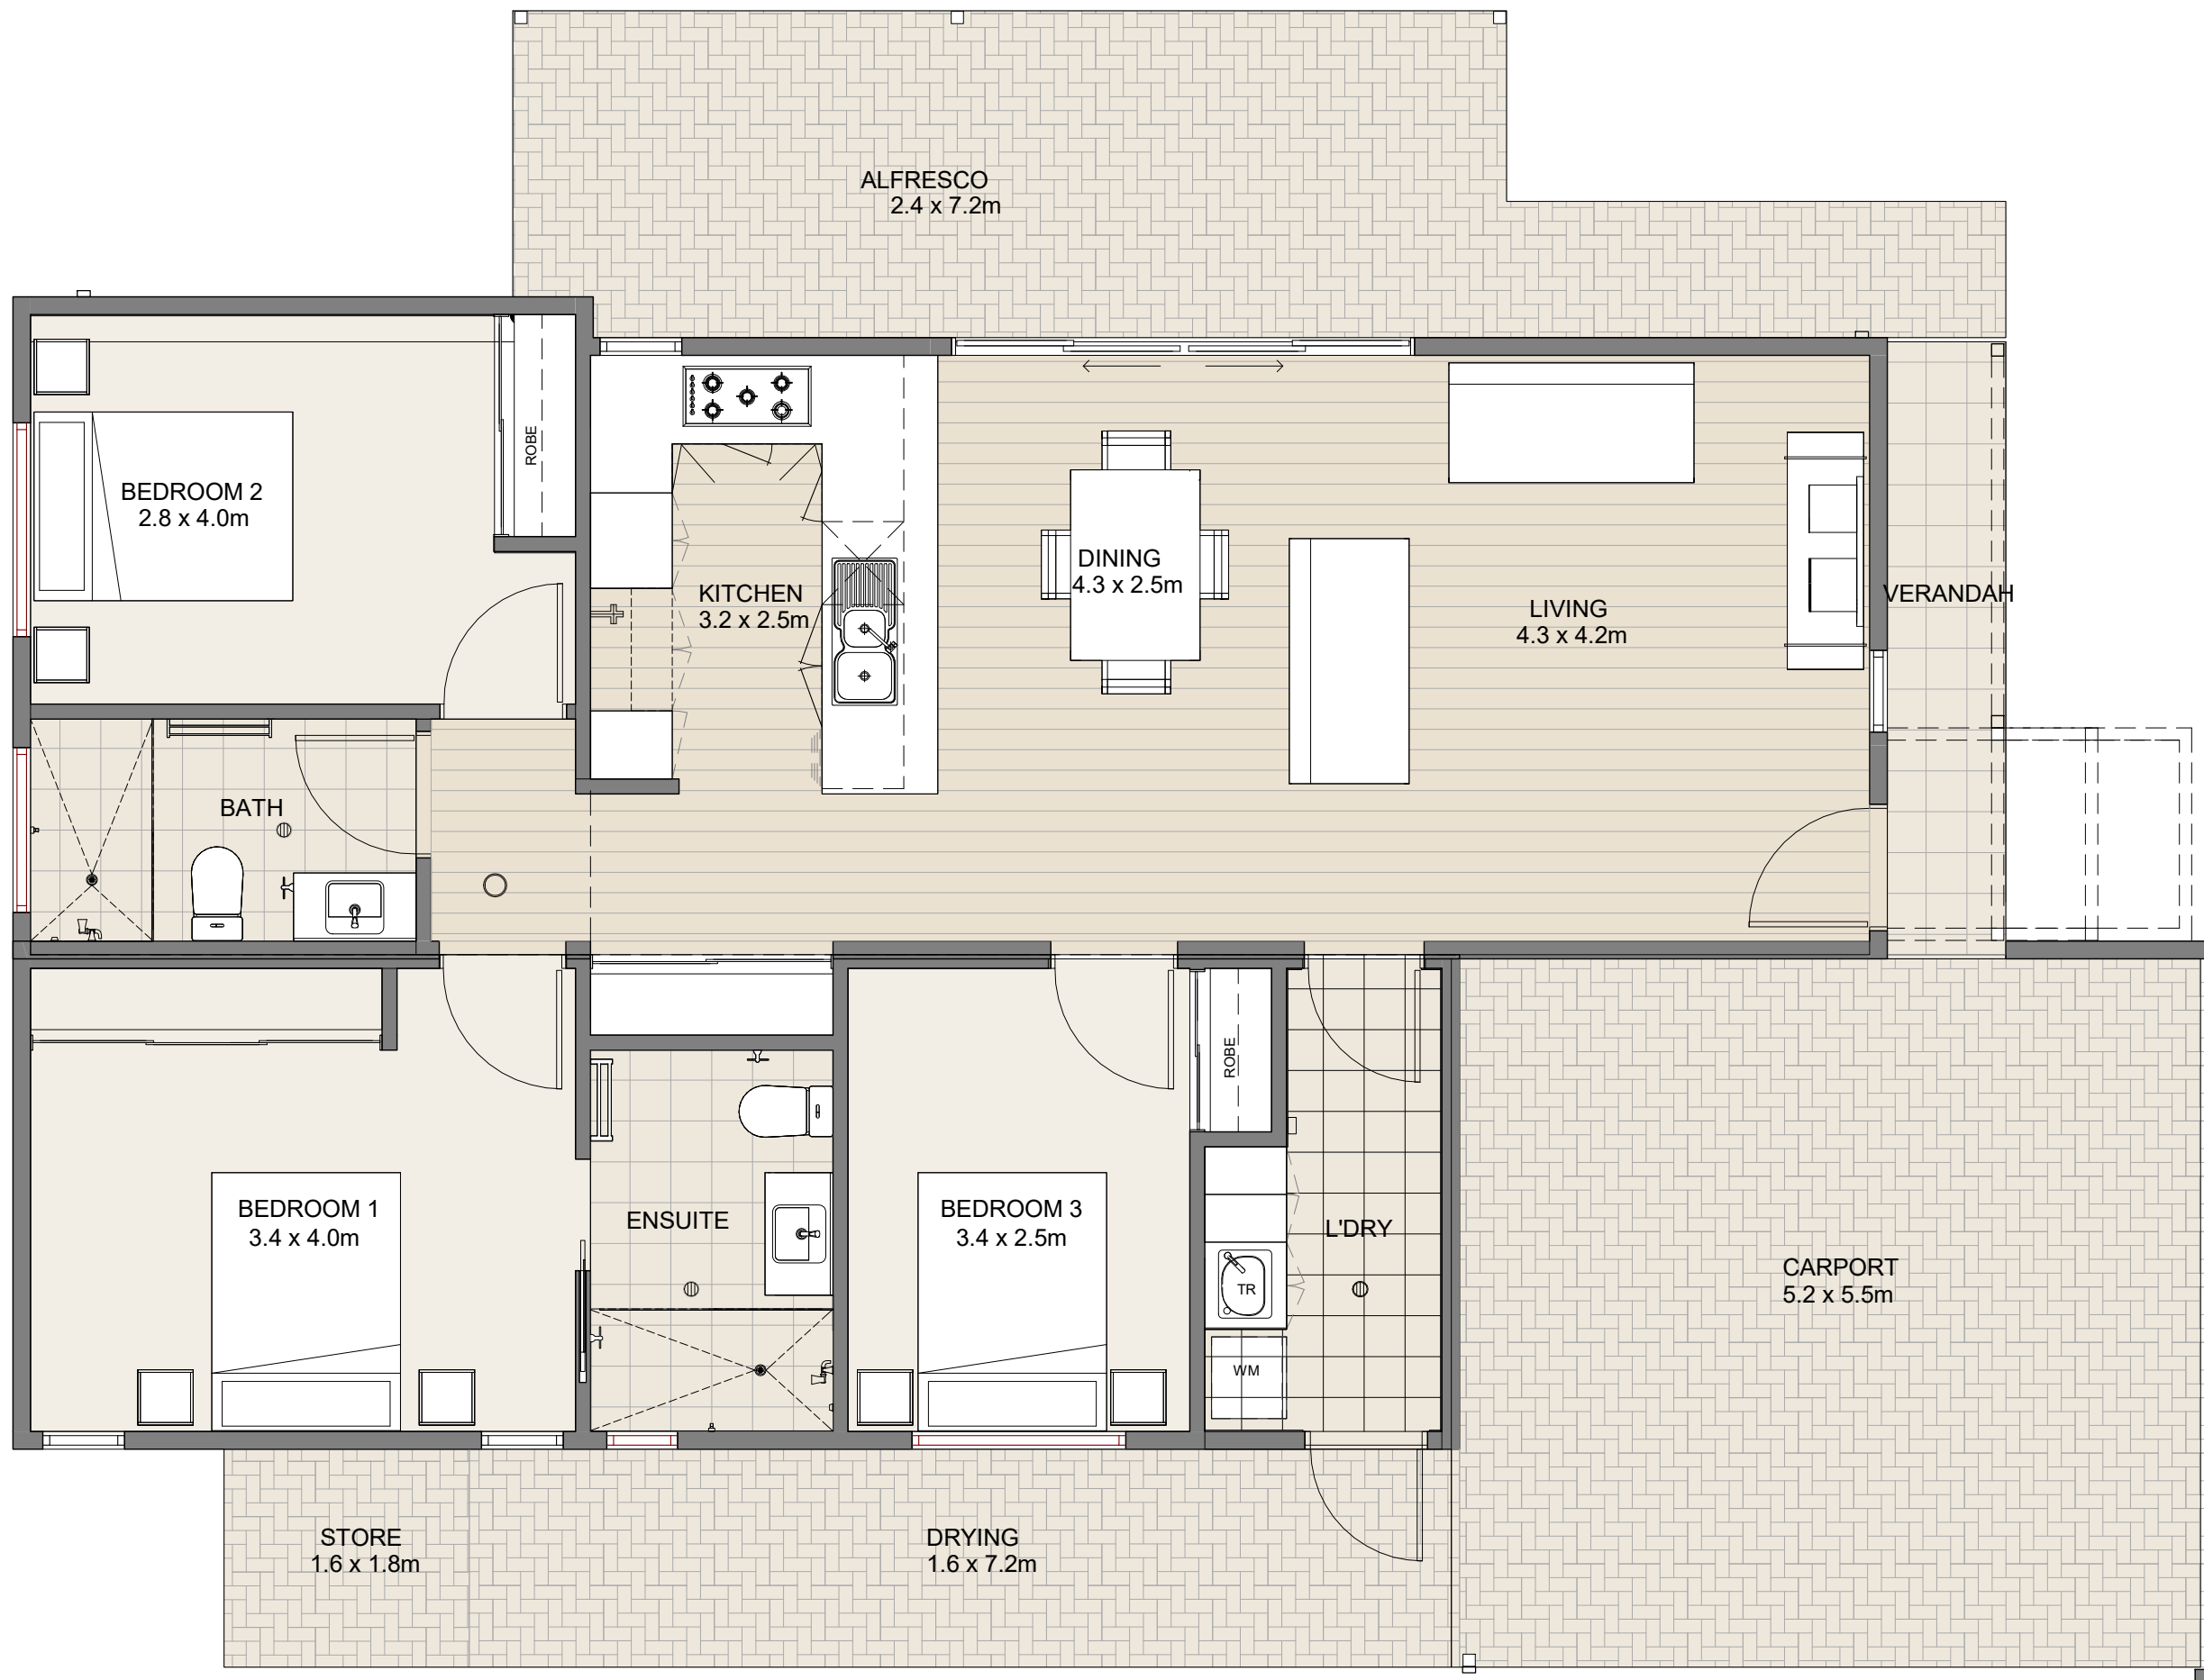 ALFRESCO
2.4 x 7.2m
ROBE
BEDROOM 2
2.8 x 4.0m
DINING
4.3 x 2.5m
KITCHEN
3.2 x 2.5m
LIVING
4.3 x 4.2m
VERANDAH
BATH
ROBE
BEDROOM 1
3.4 x 4.0m
ENSUITE
BEDROOM 3
3.4 x 2.5m
L'DRY
TR
WM
CARPORT
5.2 x 5.5m
STORE
1.6 x 1.8m
DRYING
1.6 x 7.2m